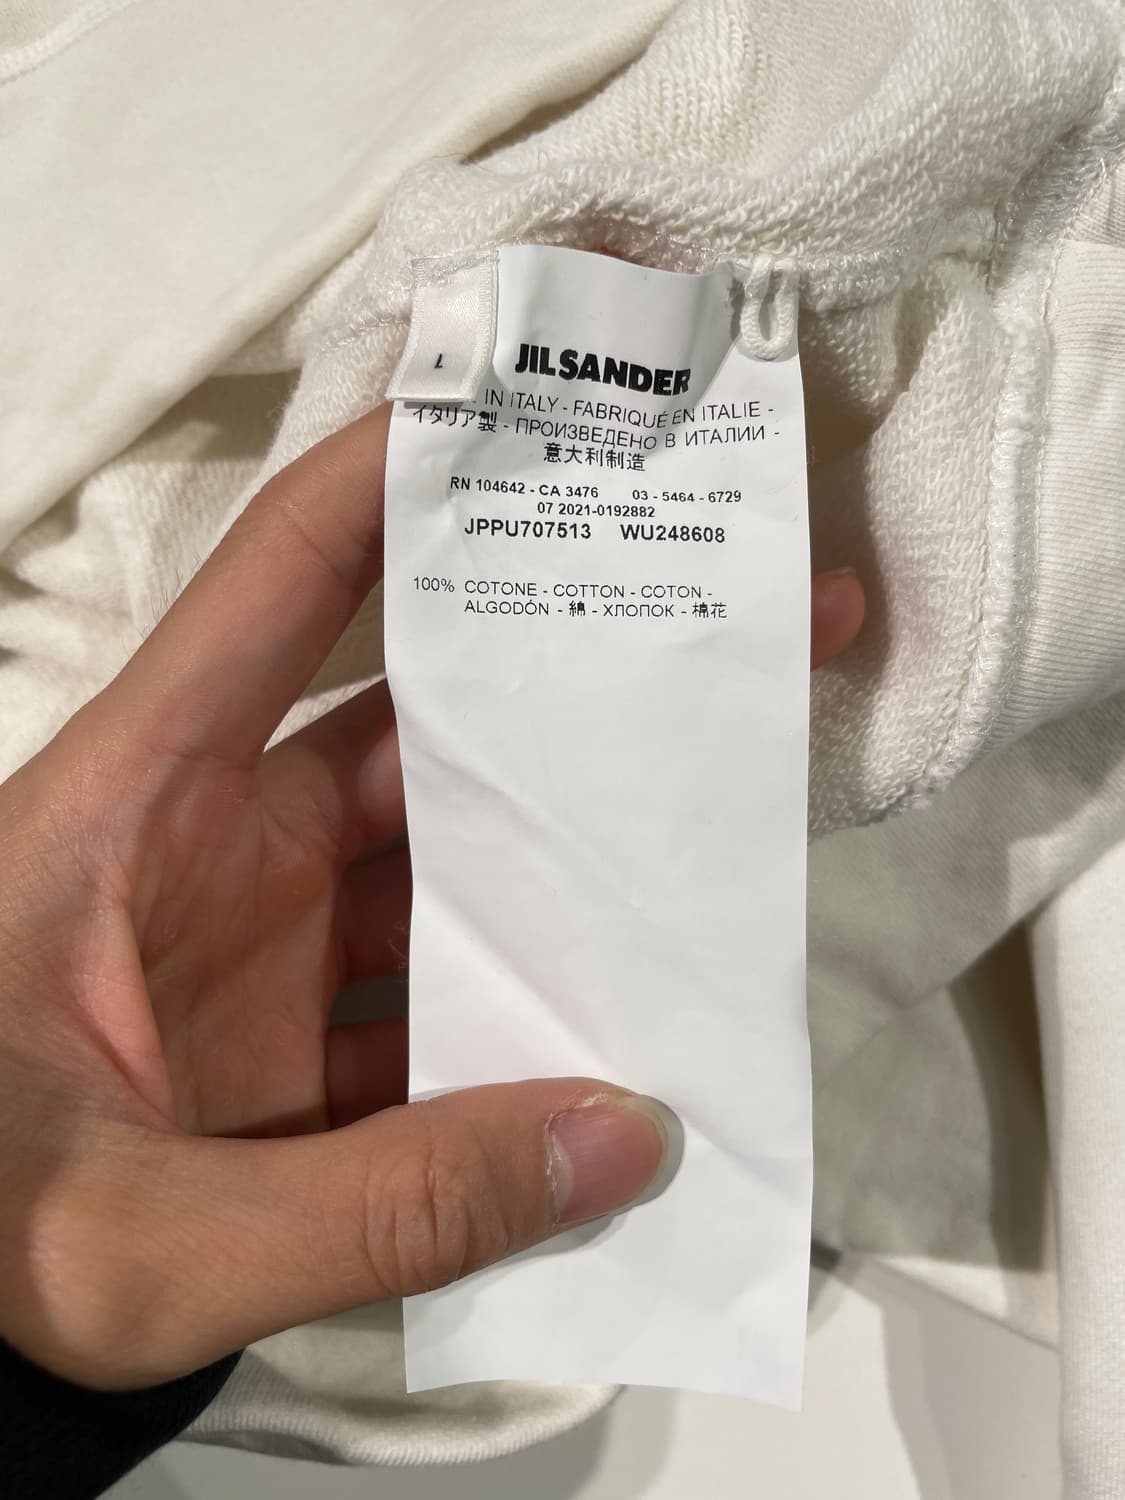 L
JIL SANDER
IN ITALY - FABRIQUÉ EN ITALIE -
イタリア製 - ПРОИЗВЕДЕНО В ИТАЛИИ -
意大利制造
RN 104642 - CA 3476 03 - 5464 - 6729
07 2021-0192882
JPPU707513 WU248608
100% COTONE - COTTON - COTON -
ALGODÓN - 綿 - ХЛОПОК - 棉花